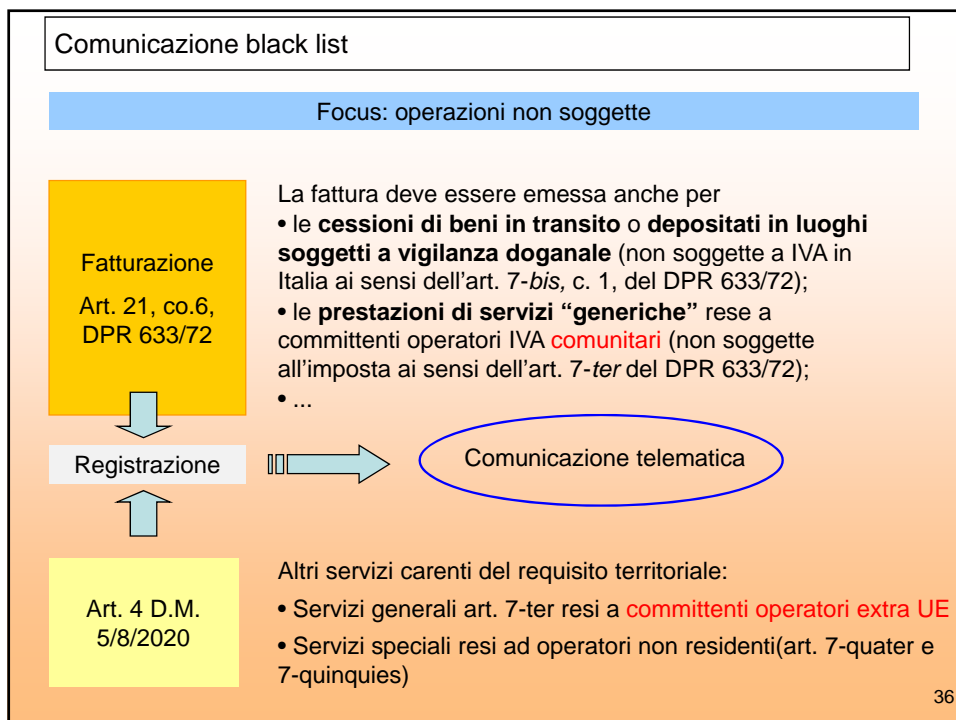 Comunicazione black list
Focus: operazioni non soggette
Fatturazione
Art. 21, co.6,
DPR 633/72
La fattura deve essere emessa anche per
• le cessioni di beni in transito o depositati in luoghi
soggetti a vigilanza doganale (non soggette a IVA in
Italia ai sensi dell'art. 7-bis, c. 1, del DPR 633/72);
• le prestazioni di servizi “generiche” rese a
committenti operatori IVA comunitari (non soggette
all'imposta ai sensi dell'art. 7-ter del DPR 633/72);
• ...
Registrazione
Comunicazione telematica
Art. 4 D.M.
5/8/2020
Altri servizi carenti del requisito territoriale:
• Servizi generali art. 7-ter resi a committenti operatori extra UE
• Servizi speciali resi ad operatori non residenti(art. 7-quater e
7-quinquies)
36